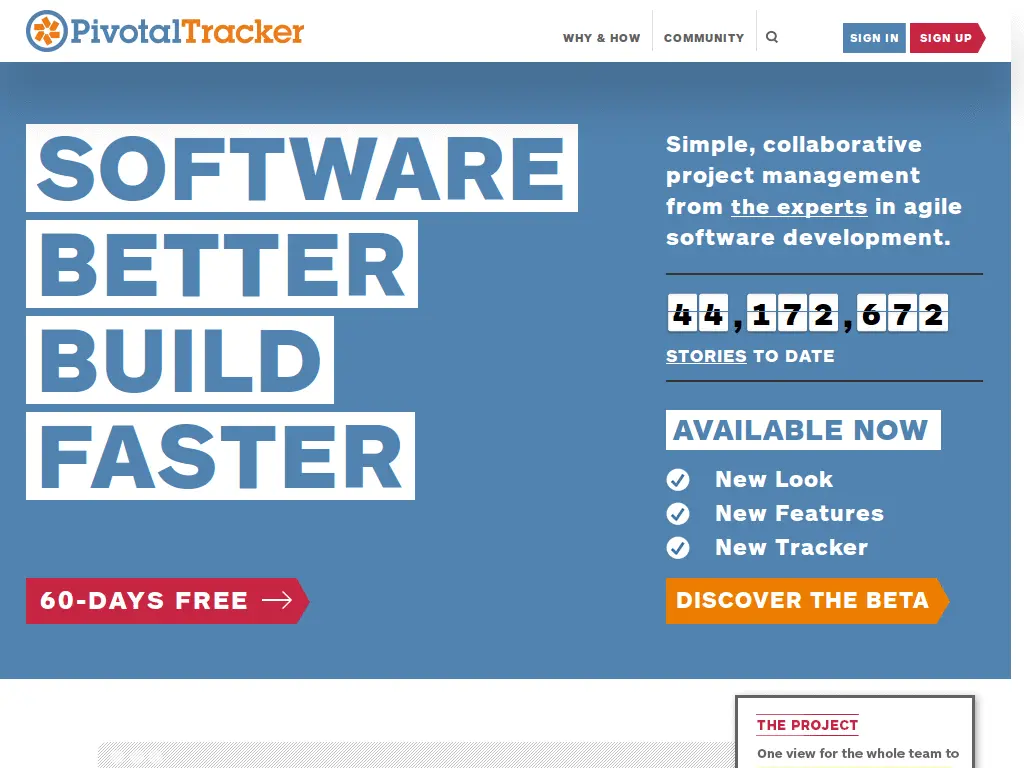 PivotalTracker
WHY & HOW
COMMUNITY
SIGN IN
SIGN UP
SOFTWARE
BETTER
BUILD
FASTER
60-DAYS FREE
Simple, collaborative
project management
from the experts in agile
software development.
44,172,672
STORIES TO DATE
AVAILABLE NOW
New Look
New Features
New Tracker
DISCOVER THE BETA
THE PROJECT
One view for the whole team to